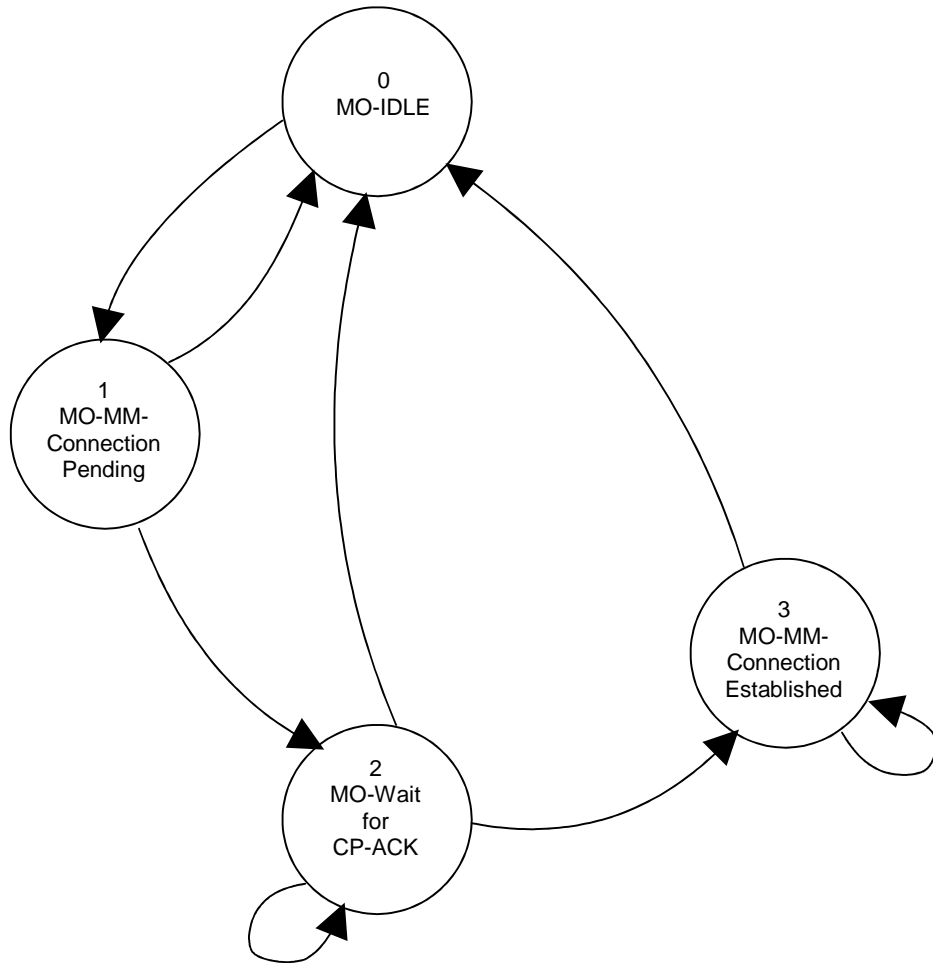 0
MO-IDLE
1
MO-MM-
Connection
Pending
3
MO-MM-
Connection
Established
2
MO-Wait
for
CP-ACK